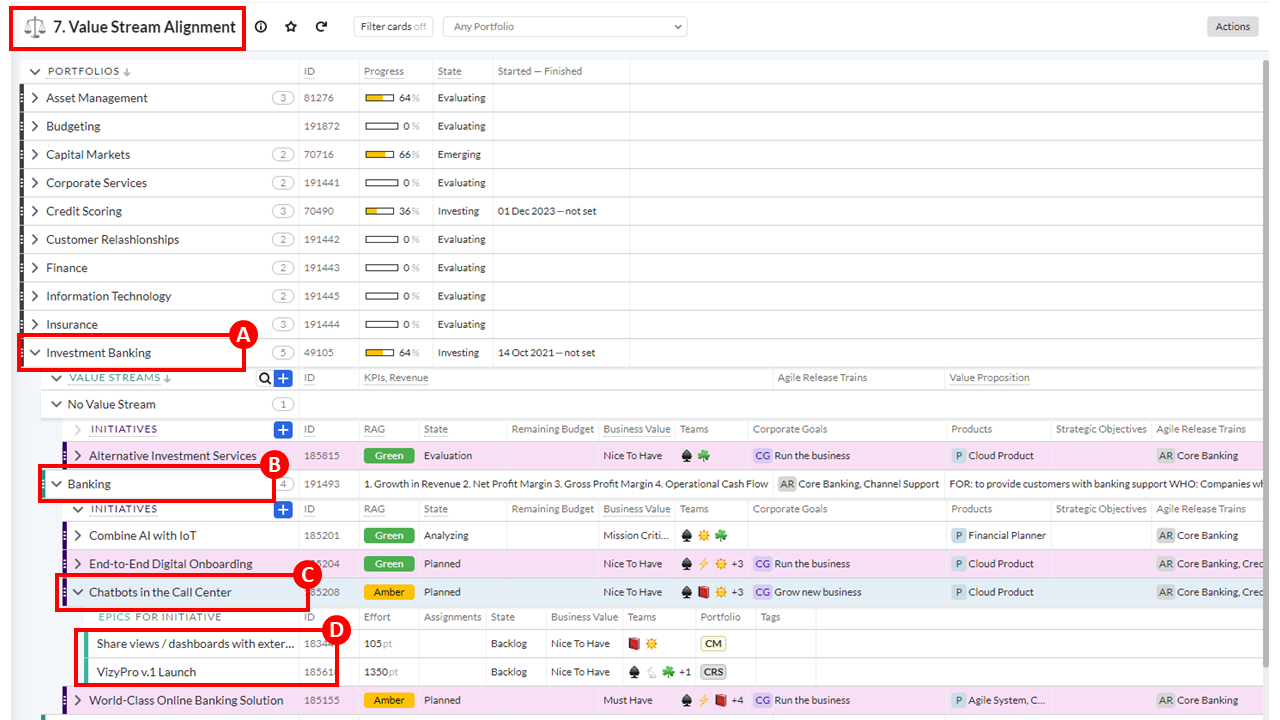 7. Value Stream Alignment Filter cards off Any Portfolio Actions
PORTFOLIOS ID Progress State Started — Finished
Asset Management 3 81276 64% Evaluating
Budgeting 191872 0% Evaluating
Capital Markets 2 70716 66% Emerging
Corporate Services 2 191441 0% Evaluating
Credit Scoring 3 70490 36% Investing 01 Dec 2023 — not set
Customer Relashionships 2 191442 0% Evaluating
Finance 2 191443 0% Evaluating
Information Technology 2 191445 0% Evaluating
Insurance 3 191444 0% Evaluating
A
Investment Banking 5 49105 64% Investing 14 Oct 2021 — not set
VALUE STREAMS ID KPIs, Revenue Agile Release Trains Value Proposition
No Value Stream 1
INITIATIVES ID RAG State Remaining Budget Business Value Teams Corporate Goals Products Strategic Objectives Agile Release Trains
Alternative Investment Services 185815 Green Evaluation Nice To Have CG Run the business P Cloud Product AR Core Banking
B
Banking 4 191493 1. Growth in Revenue 2. Net Profit Margin 3. Gross Profit Margin 4. Operational Cash Flow AR Core Banking, Channel Support FOR: to provide customers with banking support WHO: Companies wh
INITIATIVES ID RAG State Remaining Budget Business Value Teams Corporate Goals Products Strategic Objectives Agile Release Trains
Combine AI with IoT 185201 Green Analyzing Mission Criti... P Financial Planner AR Core Banking
End-to-End Digital Onboarding 185204 Green Planned Nice To Have +3 CG Run the business P Cloud Product AR Core Banking, Cred
C
Chatbots in the Call Center 185208 Amber Planned Nice To Have +3 CG Grow new business P Cloud Product AR Core Banking, Cred
EPICS FOR INITIATIVE ID Effort Assignments State Business Value Teams Portfolio Tags
D
Share views / dashboards with exter... 105pt Backlog Nice To Have CM
VizyPro v.1 Launch 1350pt Backlog Nice To Have +1 CRS
World-Class Online Banking Solution 185155 Amber Planned Must Have +4 CG Run the business P Agile System, C... AR Core Banking